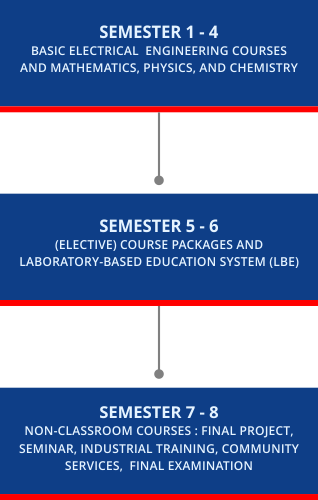 SEMESTER 1 - 4
BASIC ELECTRICAL ENGINEERING COURSES
AND MATHEMATICS, PHYSICS, AND CHEMISTRY
SEMESTER 5 - 6
(ELECTIVE) COURSE PACKAGES AND
LABORATORY-BASED EDUCATION SYSTEM (LBE)
SEMESTER 7 - 8
NON-CLASSROOM COURSES : FINAL PROJECT,
SEMINAR, INDUSTRIAL TRAINING, COMMUNITY
SERVICES, FINAL EXAMINATION